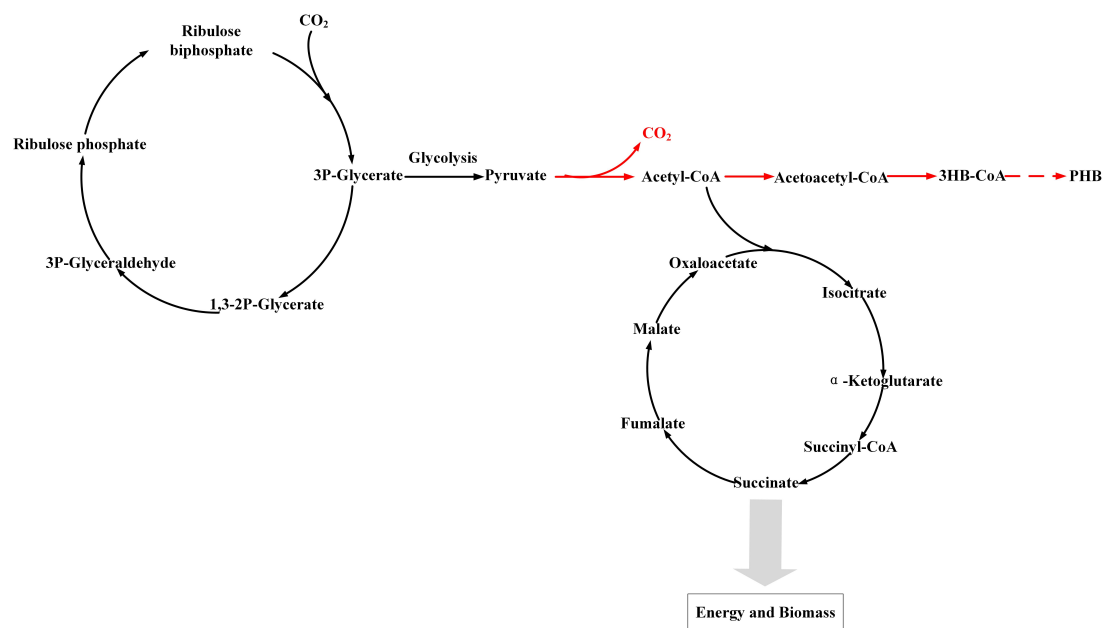 CO₂
Ribulose
biphosphate
Ribulose phosphate
CO₂
Glycolysis
3P-Glycerate
Pyruvate
Acetyl-CoA
Acetoacetyl-CoA
3HB-CoA
PHB
3P-Glyceraldehyde
Oxaloacetate
Isocitrate
1,3-2P-Glycerate
Malate
α-Ketoglutarate
Fumalate
Succinyl-CoA
Succinate
Energy and Biomass